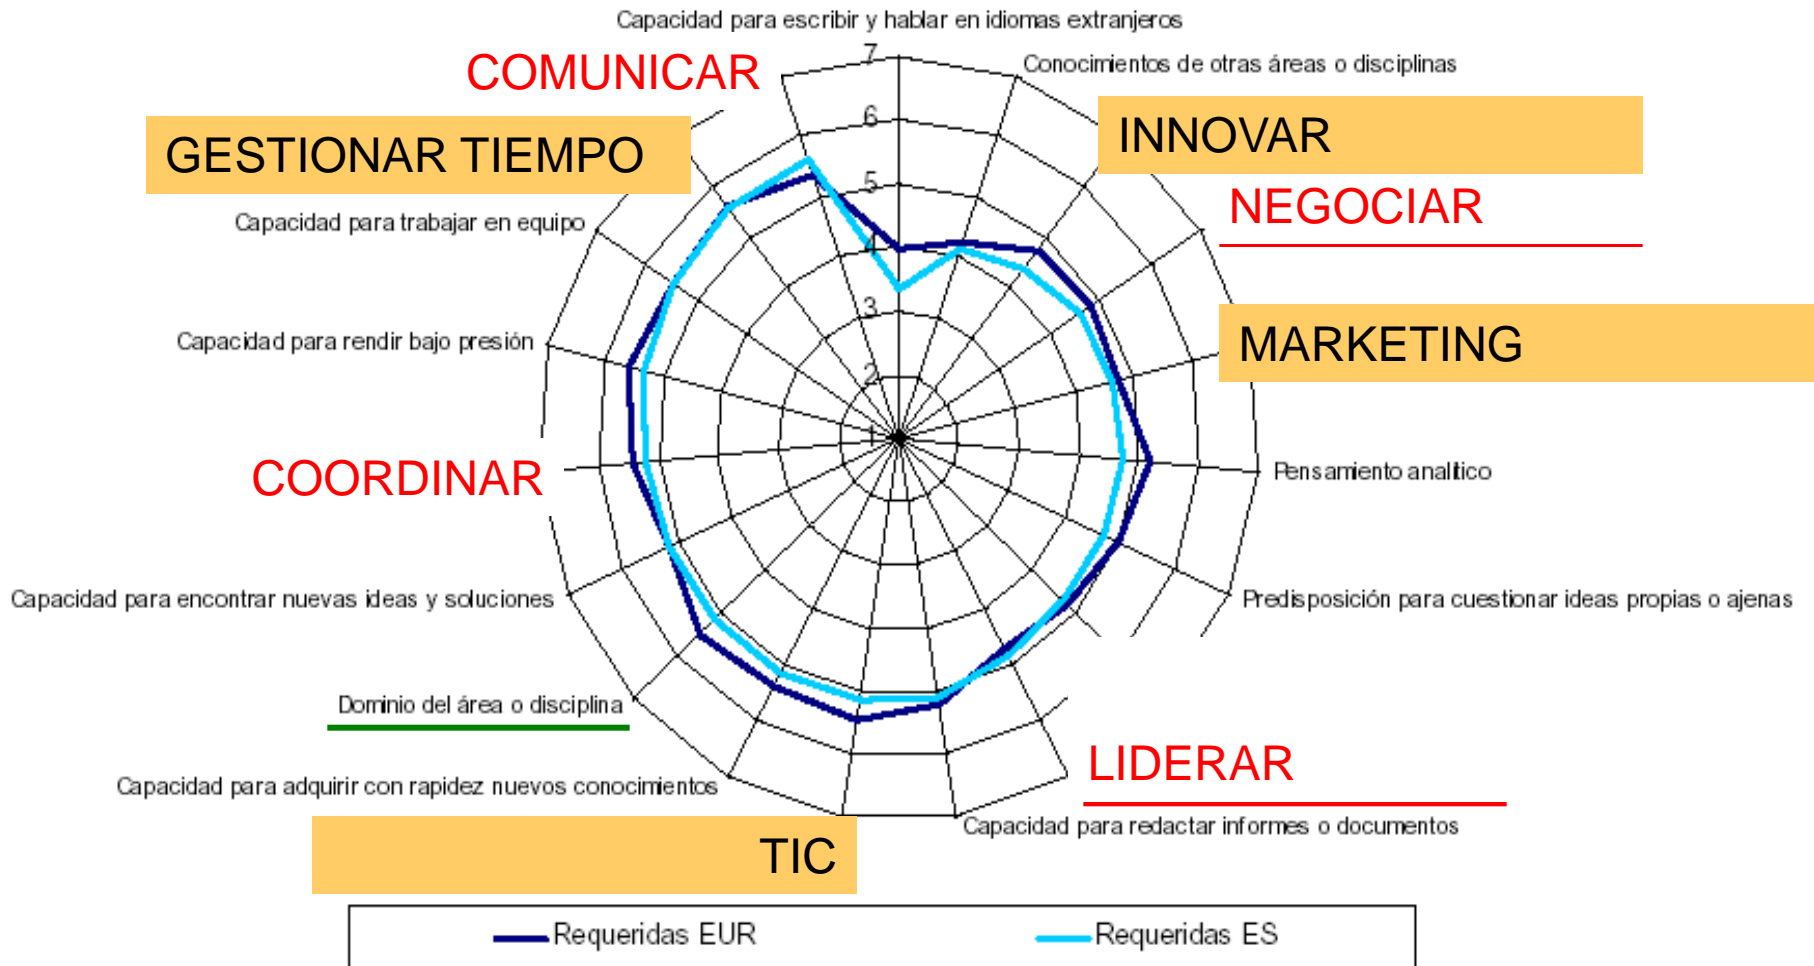 Capacidad para escribir y hablar en idiomas extranjeros
COMUNICAR
7
Conocimientos de otras áreas o disciplinas
6
INNOVAR
GESTIONAR TIEMPO
5
NEGOCIAR
Capacidad para trabajar en equipo
4
3
Capacidad para rendir bajo presión
MARKETING
2
1
COORDINAR
Pensamiento analítico
Capacidad para encontrar nuevas ideas y soluciones
Predisposición para cuestionar ideas propias o ajenas
Dominio del área o disciplina
LIDERAR
Capacidad para adquirir con rapidez nuevos conocimientos
Capacidad para redactar informes o documentos
TIC
Requeridas EUR
Requeridas ES